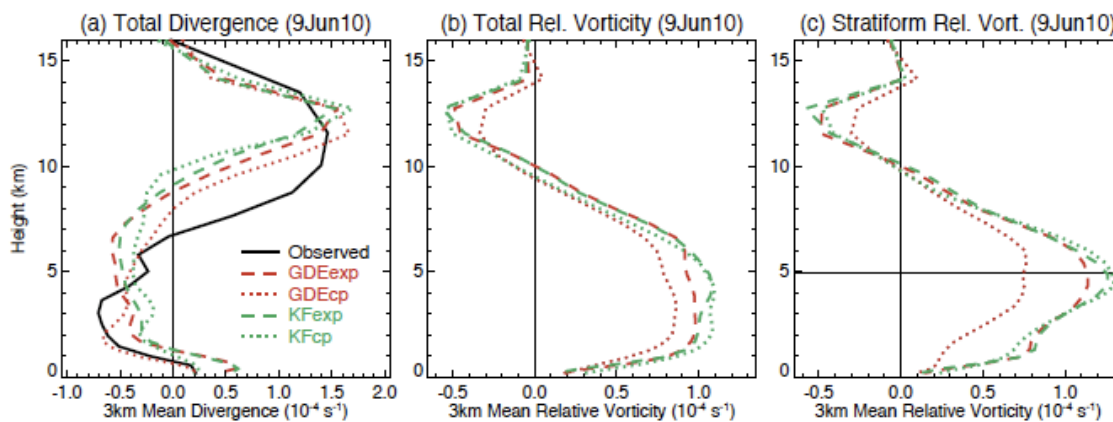 (a) Total Divergence (9Jun10)
(b) Total Rel. Vorticity (9Jun10)
(c) Stratiform Rel. Vort. (9Jun10)
Height (km)
15
10
5
0
Observed
GDEexp
GDEcp
KFexp
KFcp
-1.0 -0.5 0.0 0.5 1.0 1.5 2.0
3km Mean Divergence (10-4 s-1)
15
10
5
0
-0.5 0.0 0.5 1.0
3km Mean Relative Vorticity (10-4 s-1)
15
10
5
0
-0.5 0.0 0.5 1.0
3km Mean Relative Vorticity (10-4 s-1)